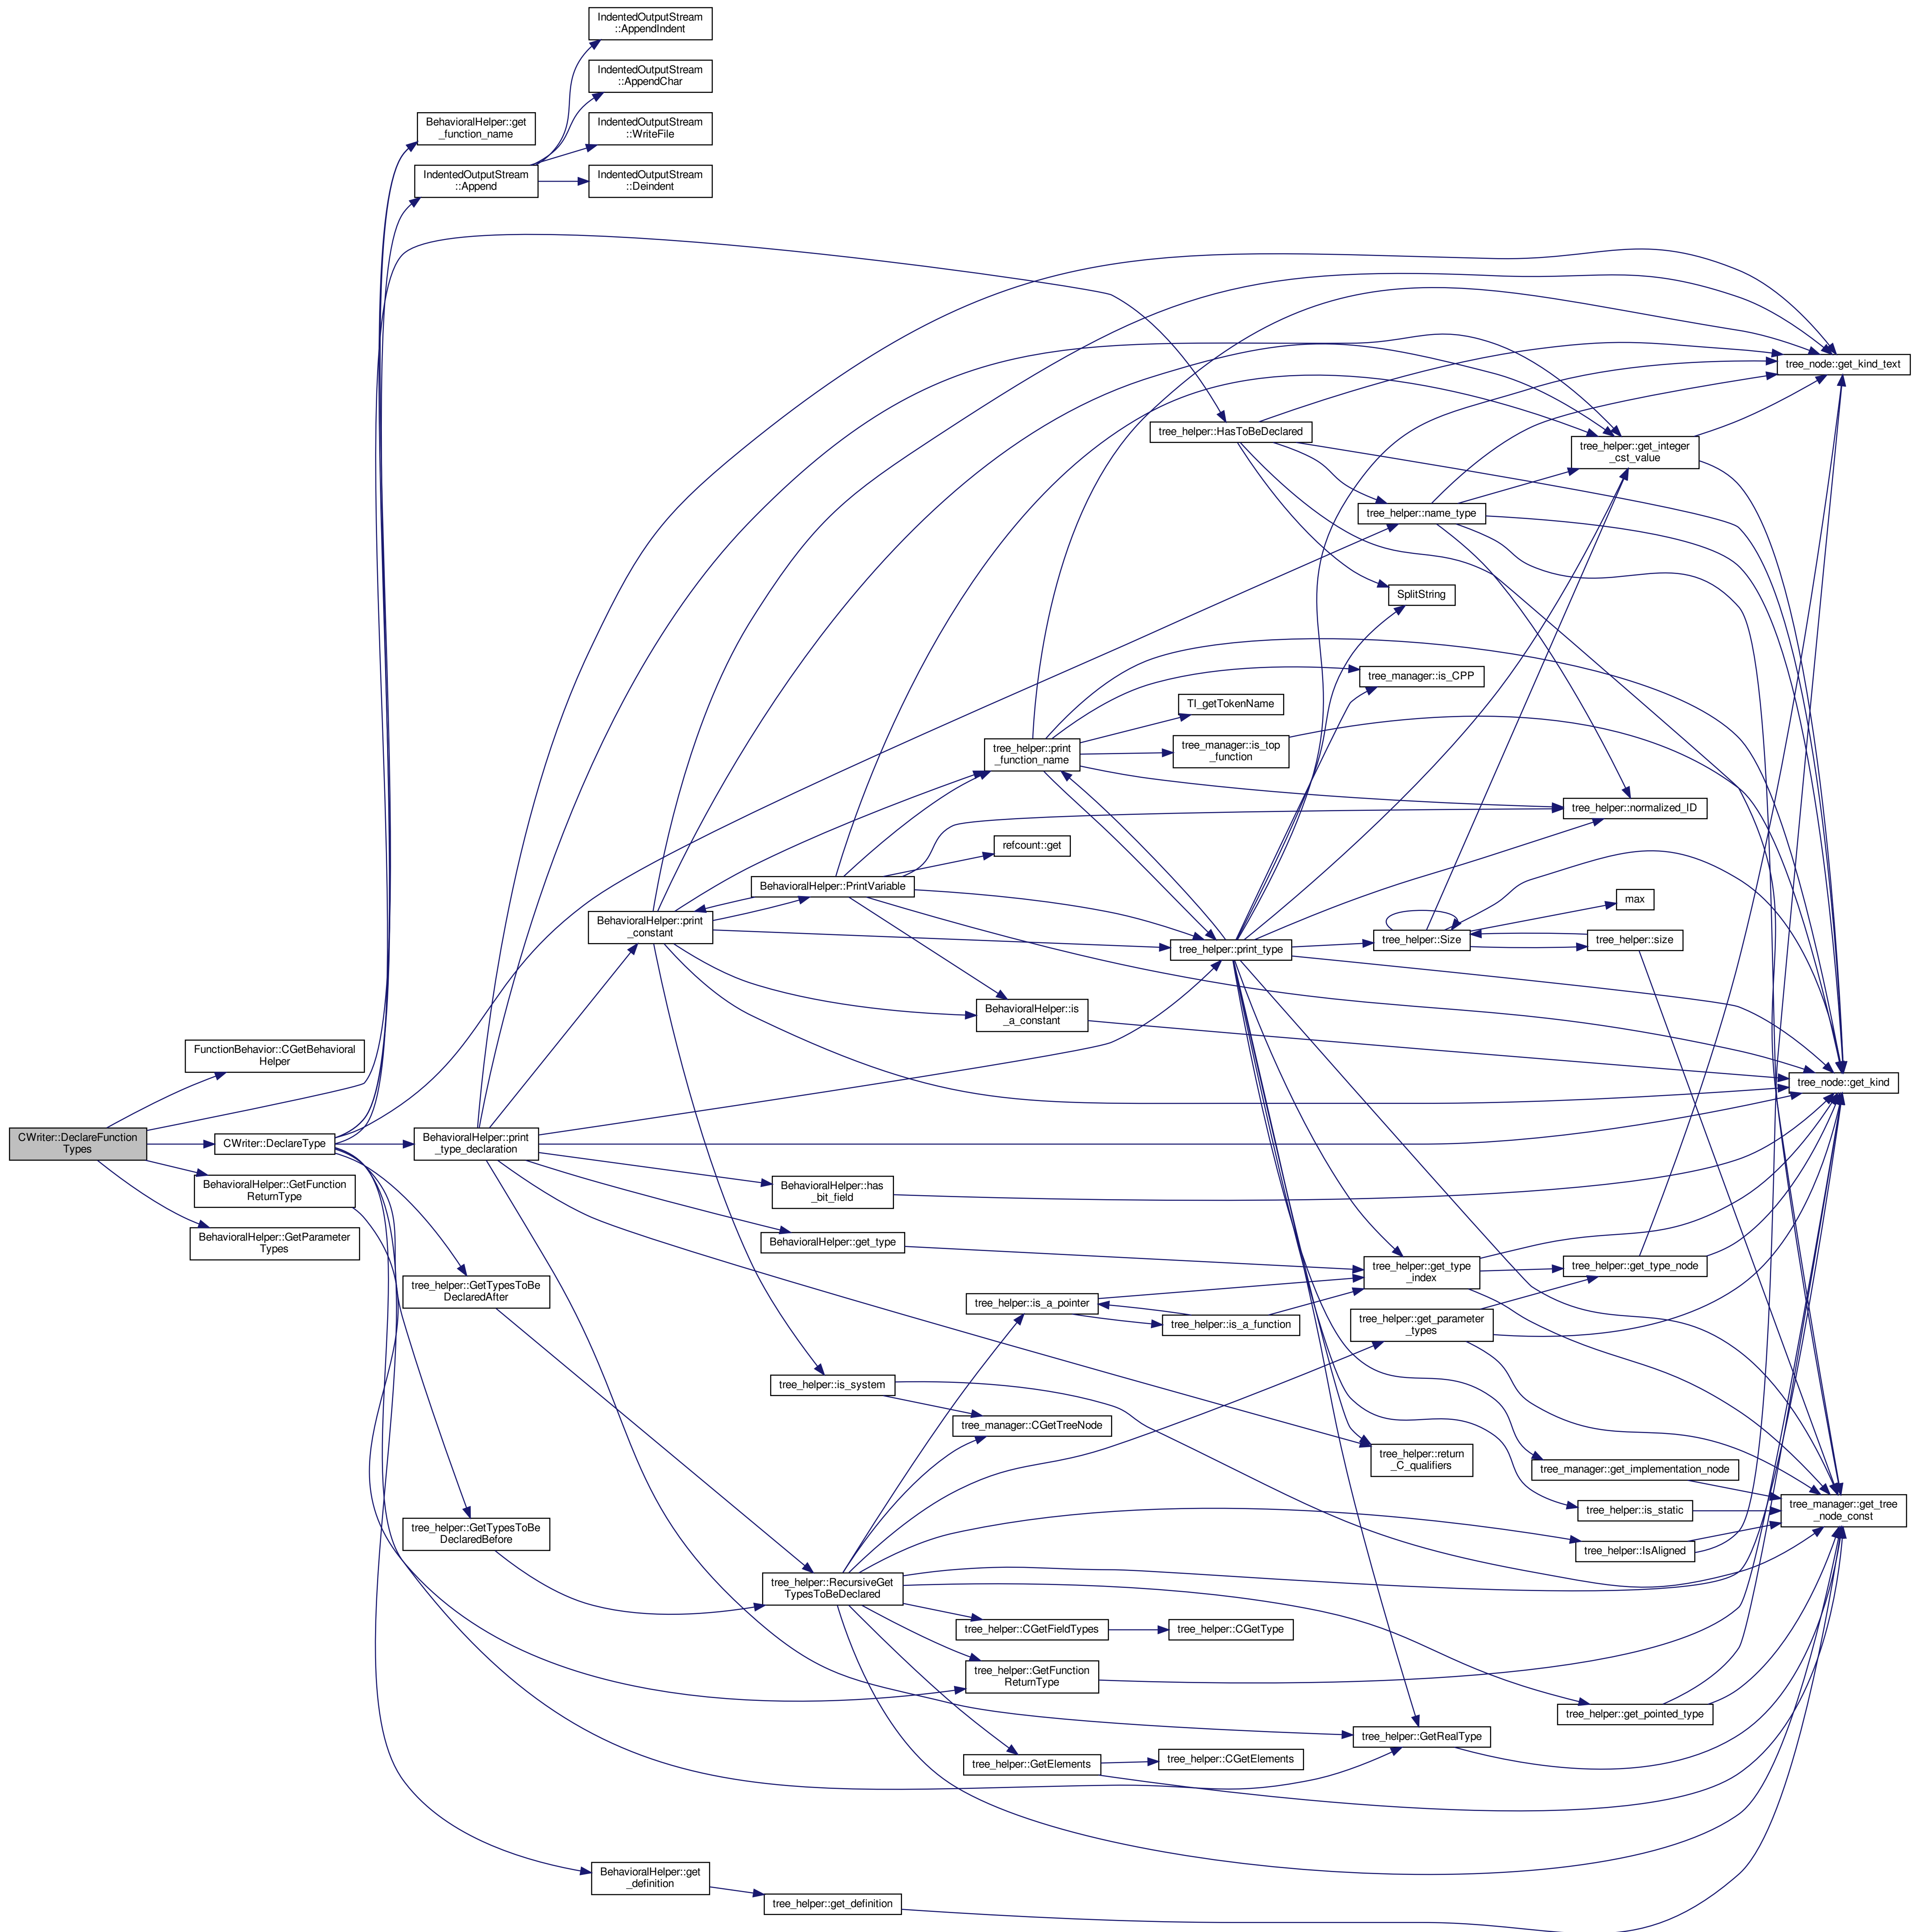 IndentedOutputStream
::AppendIndent
IndentedOutputStream
::AppendChar
BehavioralHelper::get
_function_name
IndentedOutputStream
::WriteFile
IndentedOutputStream
::Append
IndentedOutputStream
::Deindent
tree_node::get_kind_text
tree_helper::HasToBeDeclared
tree_helper::get_integer
_cst_value
tree_helper::name_type
SplitString
tree_manager::is_CPP
TI_getTokenName
tree_helper::print
_function_name
tree_manager::is_top
_function
tree_helper::normalized_ID
refcount::get
BehavioralHelper::PrintVariable
max
BehavioralHelper::print
_constant
tree_helper::print_type
tree_helper::Size
tree_helper::size
BehavioralHelper::is
_a_constant
FunctionBehavior::CGetBehavioral
Helper
tree_node::get_kind
CWriter::DeclareFunction
Types
CWriter::DeclareType
BehavioralHelper::print
_type_declaration
BehavioralHelper::GetFunction
ReturnType
BehavioralHelper::has
_bit_field
BehavioralHelper::GetParameter
Types
BehavioralHelper::get_type
tree_helper::get_type
_index
tree_helper::get_type_node
tree_helper::GetTypesToBe
DeclaredAfter
tree_helper::is_a_pointer
tree_helper::is_a_function
tree_helper::get_parameter
_types
tree_helper::is_system
tree_manager::CGetTreeNode
tree_helper::return
_C_qualifiers
tree_manager::get_implementation_node
tree_helper::is_static
tree_manager::get_tree
_node_const
tree_helper::GetTypesToBe
DeclaredBefore
tree_helper::IsAligned
tree_helper::RecursiveGet
TypesToBeDeclared
tree_helper::CGetFieldTypes
tree_helper::CGetType
tree_helper::GetFunction
ReturnType
tree_helper::get_pointed_type
tree_helper::GetRealType
tree_helper::GetElements
tree_helper::CGetElements
BehavioralHelper::get
_definition
tree_helper::get_definition